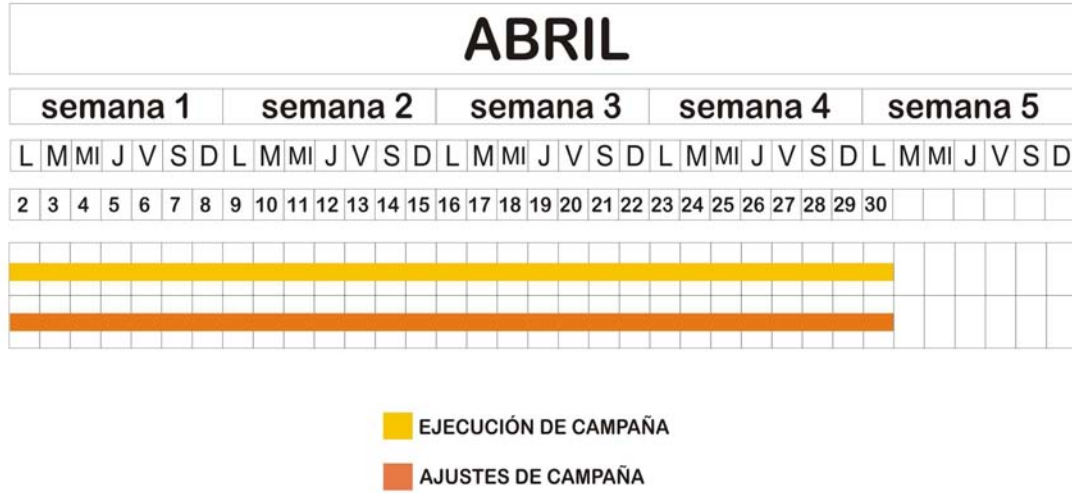 ABRIL
semana 1 semana 2 semana 3 semana 4 semana 5
L M MI J V S D L M MI J V S D L M MI J V S D L M MI J V S D L M MI J V S D
2 3 4 5 6 7 8 9 10 11 12 13 14 15 16 17 18 19 20 21 22 23 24 25 26 27 28 29 30
EJECUCIÓN DE CAMPAÑA
AJUSTES DE CAMPAÑA